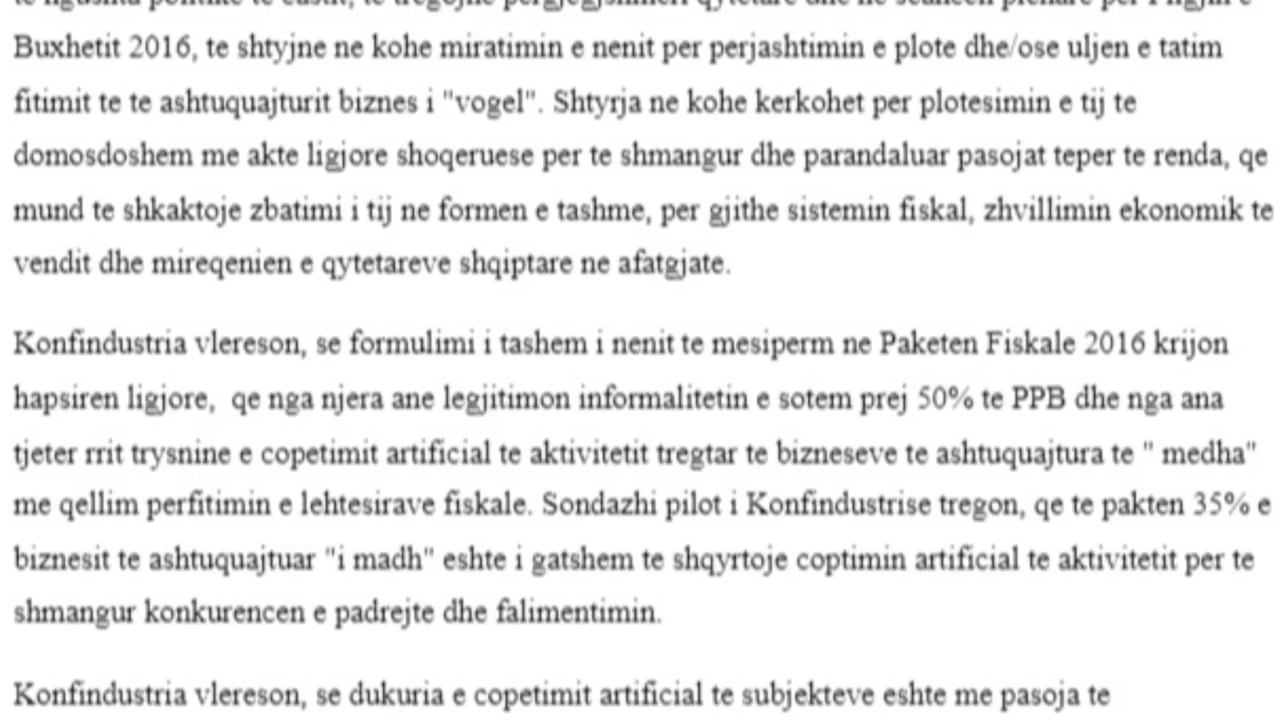 Buxhetit 2016, te shtyjne ne kohe miratimin e nenit per perjashtimin e plote dhe/ose uljen e tatim
fitimit te te ashtuquajturit biznes i "vogel". Shtyrja ne kohe kerkohet per plotesimin e tij te
domosdoshem me akte ligjore shoqeruese per te shmangur dhe parandaluar pasojat teper te renda, qe
mund te shkaktoje zbatimi i tij ne formen e tashme, per gjithe sistemin fiskal, zhvillimin ekonomik te
vendit dhe mireqenien e qytetareve shqiptare ne afatgjate.
Konfindustria vlereson, se formulimi i tashem i nenit te mesiperm ne Paketen Fiskale 2016 krijon
hapsiren ligjore, qe nga njera ane legjitimon informalitetin e sotem prej 50% te PPB dhe nga ana
tjeter rrit trysnine e copetimit artificial te aktivitetit tregtar te bizneseve te ashtuquajtura te " medha"
me qellim perfitimin e lehtesirave fiskale. Sondazhi pilot i Konfindustrise tregon, qe te pakten 35% e
biznesit te ashtuquajtuar "i madh" eshte i gatshem te shqyrtoje coptimin artificial te aktivitetit per te
shmangur konkurencen e padrejte dhe falimentimin.
Konfindustria vlereson, se dukuria e copetimit artificial te subjekteve eshte me pasoja te